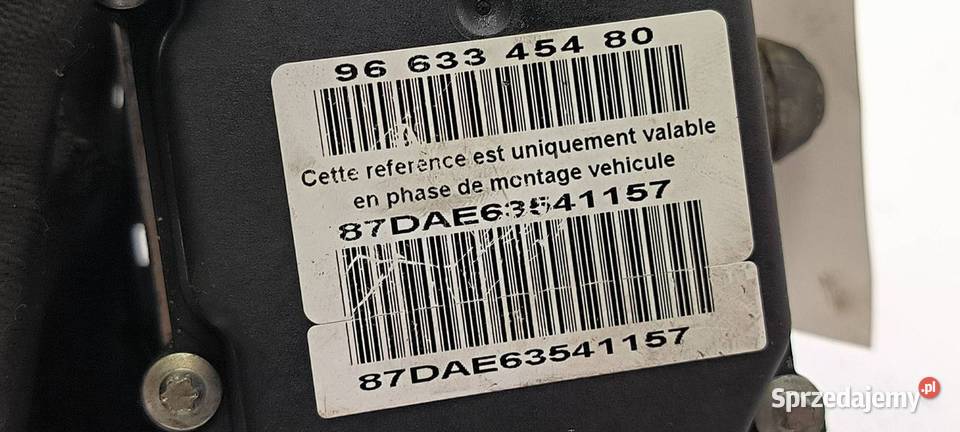 96 633 454 80
Cette reference est uniquement valable
en phase de montage vehicule
87DAE63541157
87DAE63541157
Sprzedajemy.pl